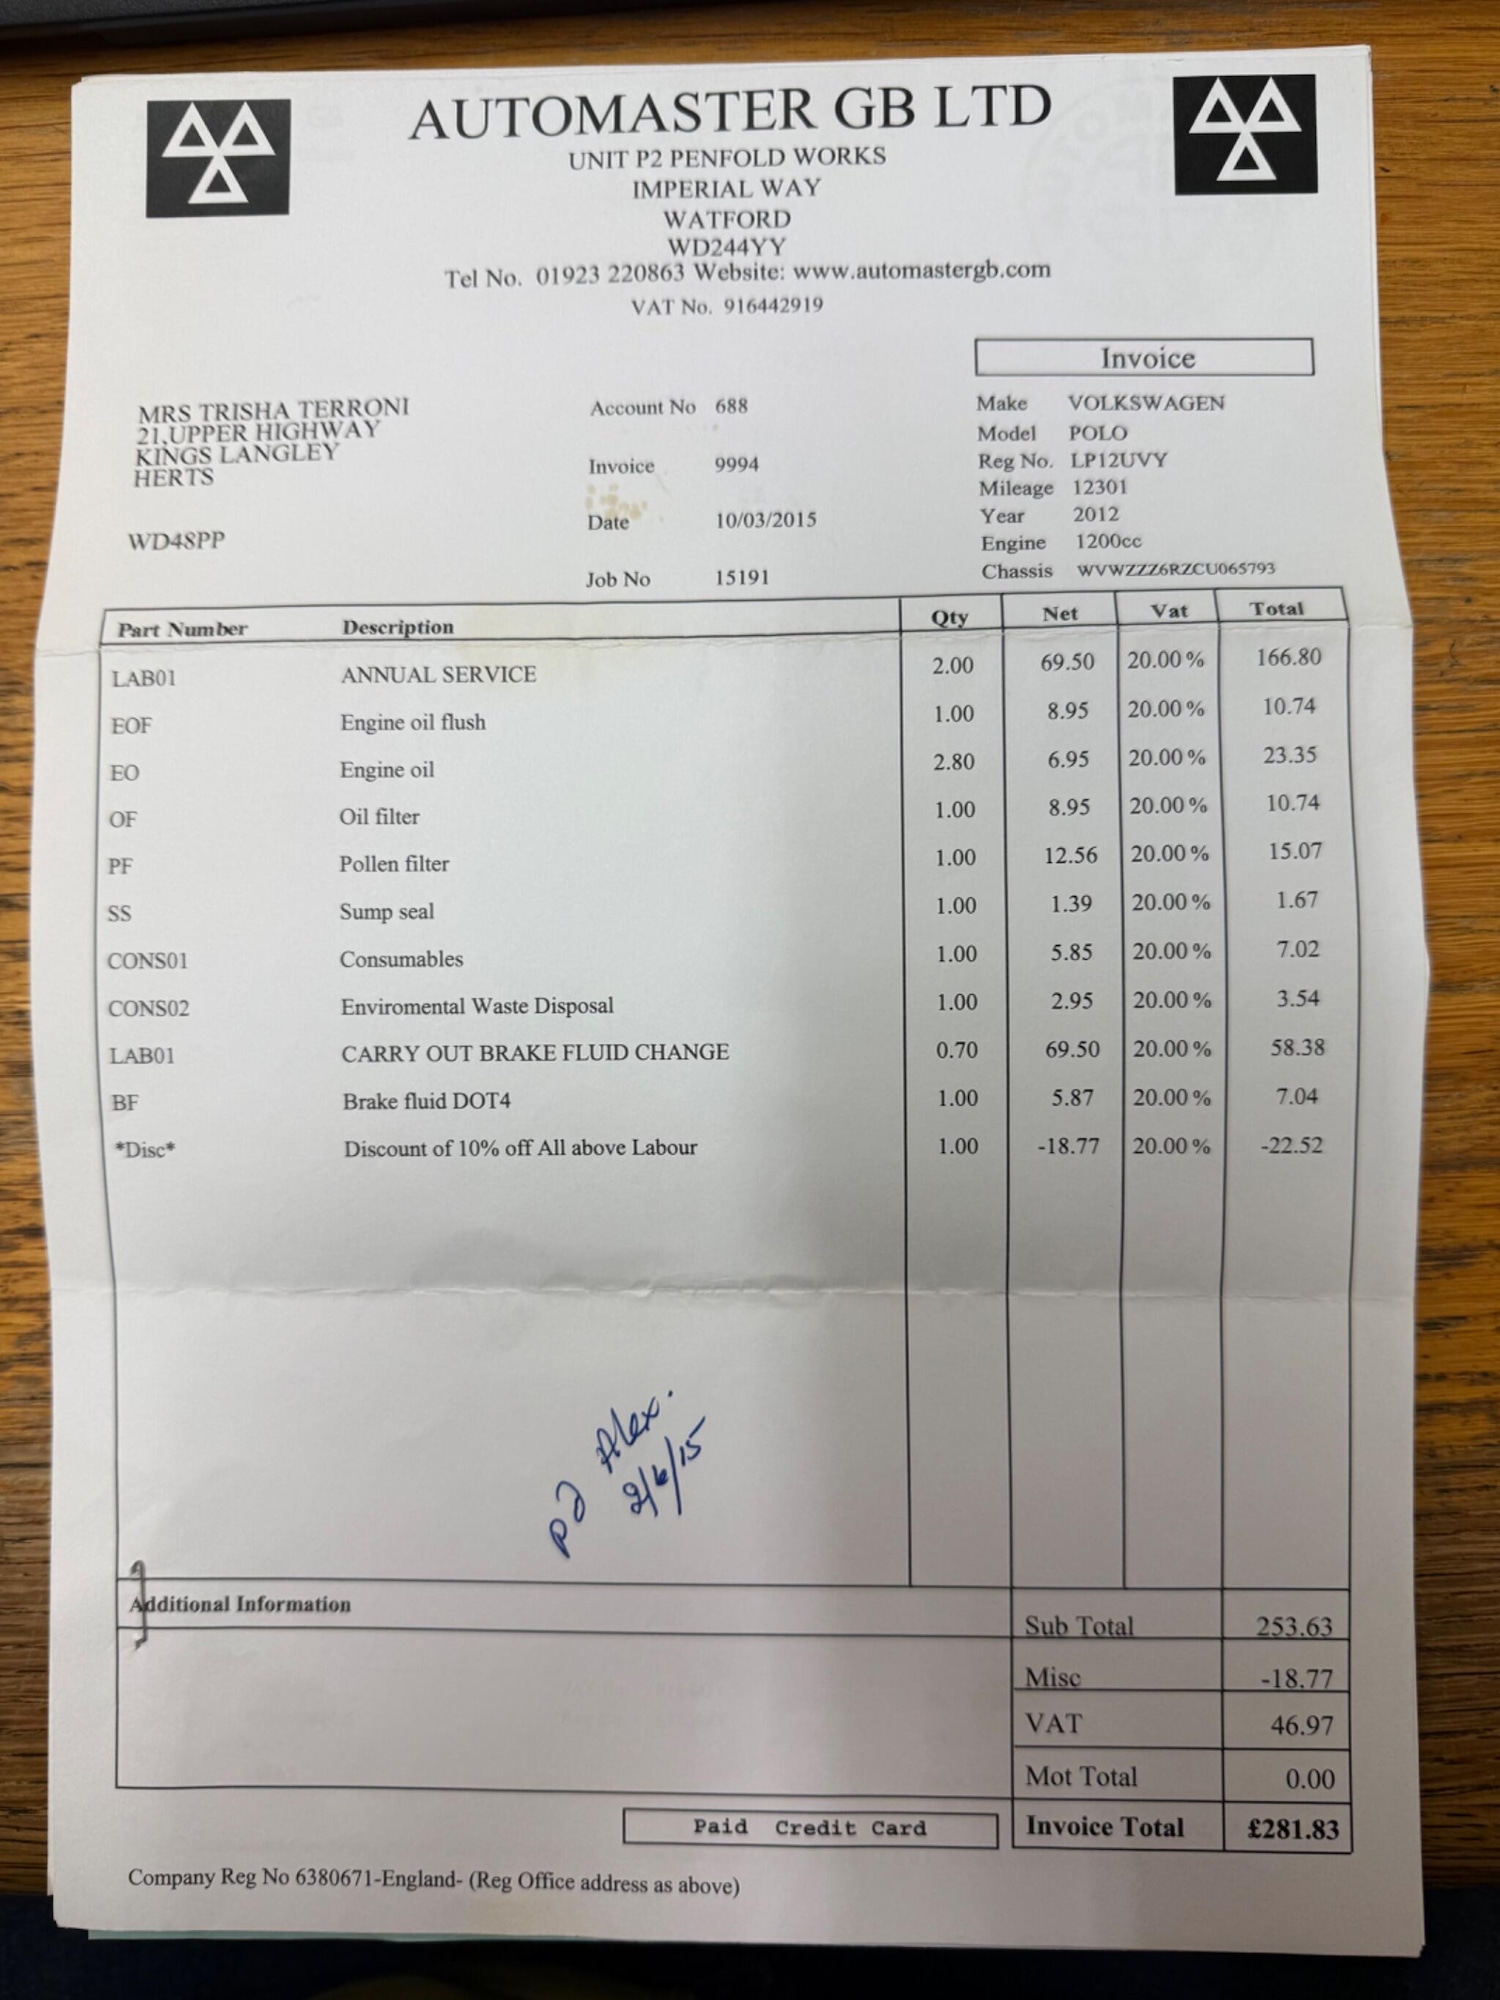 AUTOMASTER GB LTD
UNIT P2 PENFOLD WORKS
IMPERIAL WAY
WATFORD
WD244YY
Tel No. 01923 220863 Website: www.automastergb.com
VAT No. 916442919
Invoice
MRS TRISHA TERRONI
21,UPPER HIGHWAY
KINGS LANGLEY
HERTS
WD48PP
Account No 688
Invoice 9994
Date 10/03/2015
Job No 15191
Make VOLKSWAGEN
Model POLO
Reg No. LP12UVY
Mileage 12301
Year 2012
Engine 1200cc
Chassis WVWZZZ6RZCU065793
Part Number Description Qty Net Vat Total
LAB01 ANNUAL SERVICE 2.00 69.50 20.00 % 166.80
EOF Engine oil flush 1.00 8.95 20.00 % 10.74
EO Engine oil 2.80 6.95 20.00 % 23.35
OF Oil filter 1.00 8.95 20.00 % 10.74
PF Pollen filter 1.00 12.56 20.00 % 15.07
SS Sump seal 1.00 1.39 20.00 % 1.67
CONS01 Consumables 1.00 5.85 20.00 % 7.02
CONS02 Enviromental Waste Disposal 1.00 2.95 20.00 % 3.54
LAB01 CARRY OUT BRAKE FLUID CHANGE 0.70 69.50 20.00 % 58.38
BF Brake fluid DOT4 1.00 5.87 20.00 % 7.04
*Disc* Discount of 10% off All above Labour 1.00 -18.77 20.00 % -22.52
pd Alex.
2/6/15
Additional Information
Sub Total 253.63
Misc -18.77
VAT 46.97
Mot Total 0.00
Invoice Total £281.83
Paid Credit Card
Company Reg No 6380671-England- (Reg Office address as above)